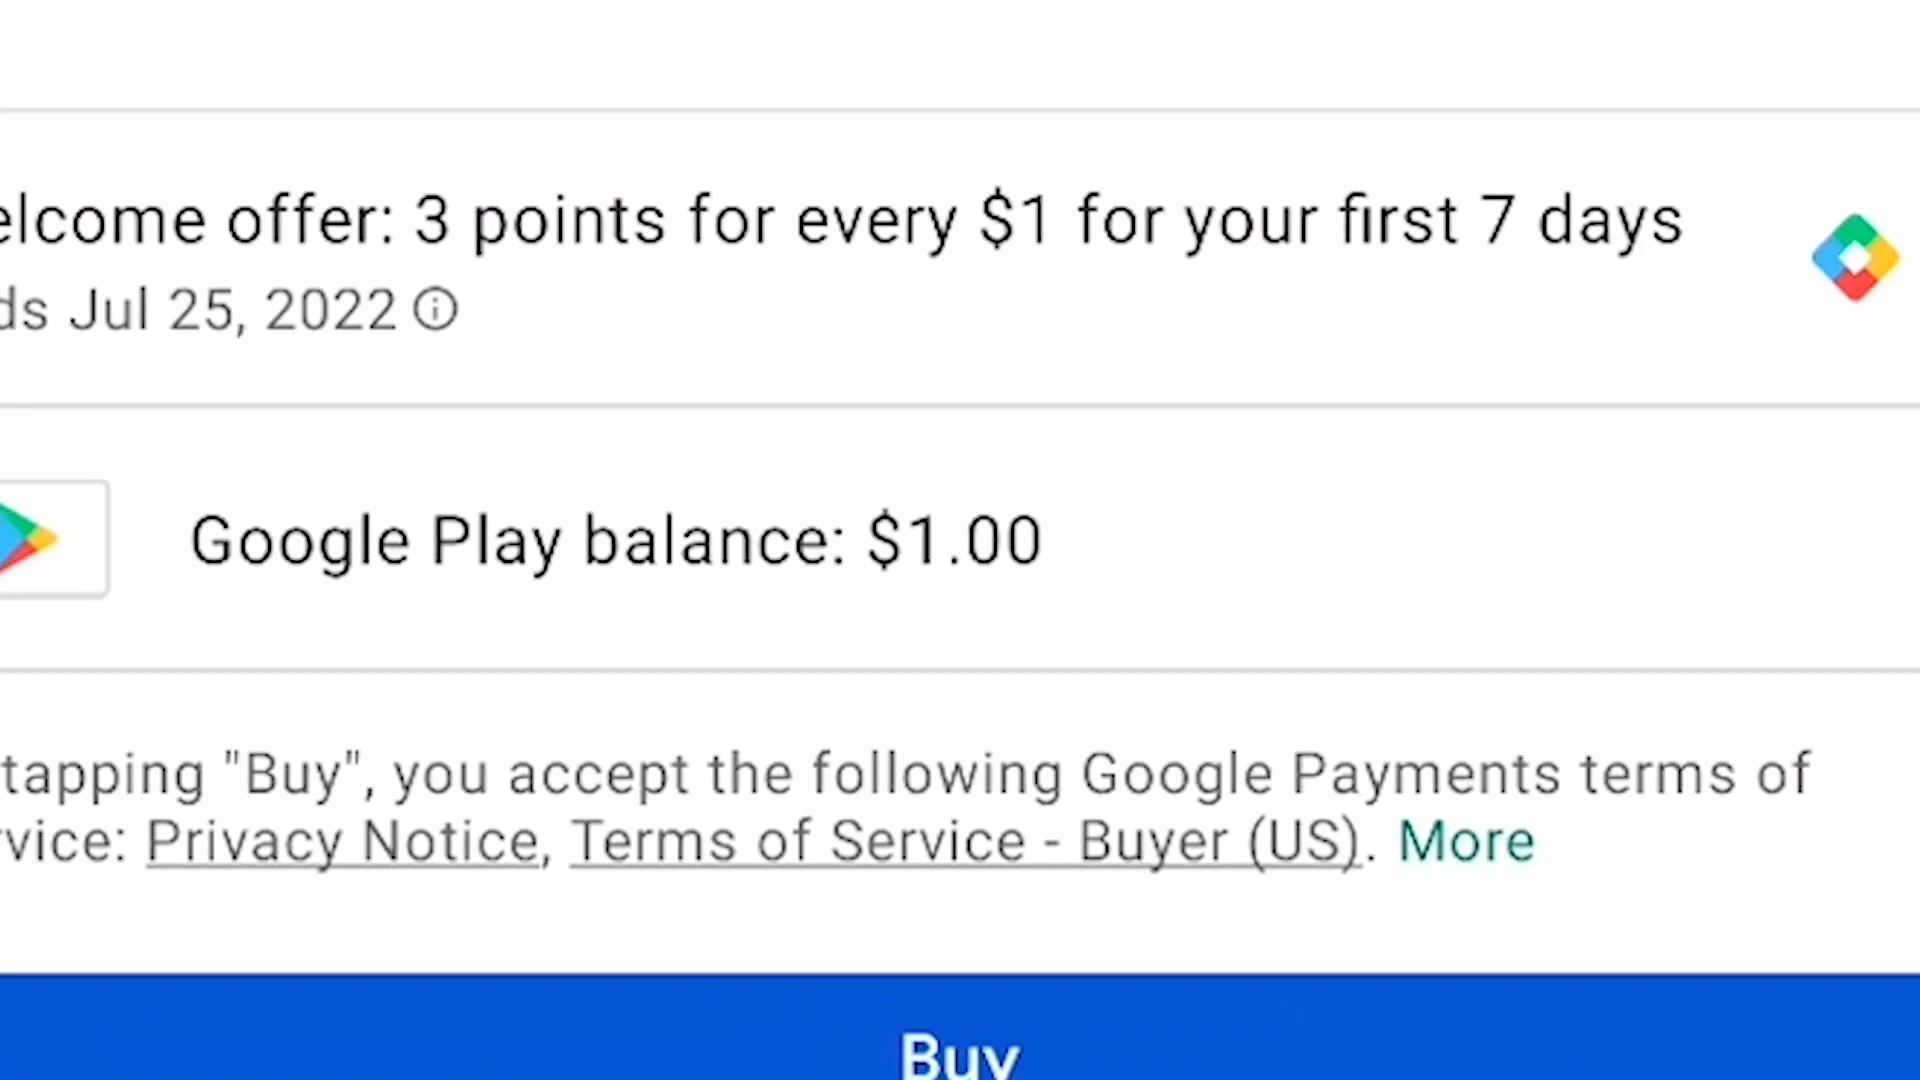 elcome offer: 3 points for every $1 for your first 7 days
ds Jul 25, 2022
Google Play balance: $1.00
tapping "Buy", you accept the following Google Payments terms of
rvice: Privacy Notice, Terms of Service - Buyer (US). More
Buy